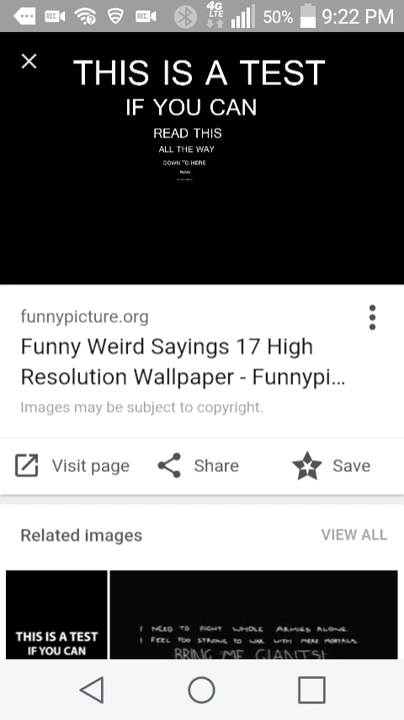 4G
LTE
50%
9:22 PM
THIS IS A TEST
IF YOU CAN
READ THIS
ALL THE WAY
DOWN TO HERE
funnypicture.org
Funny Weird Sayings 17 High
Resolution Wallpaper - Funnypi...
Images may be subject to copyright.
Visit page
Share
Save
Related images
VIEW ALL
THIS IS A TEST
IF YOU CAN
I NEED TO FIGHT WHOLE ARMIES ALONE.
I FEEL TOO STRONG TO WAR WITH MERE MORTALS.
BRING ME GIANTS!